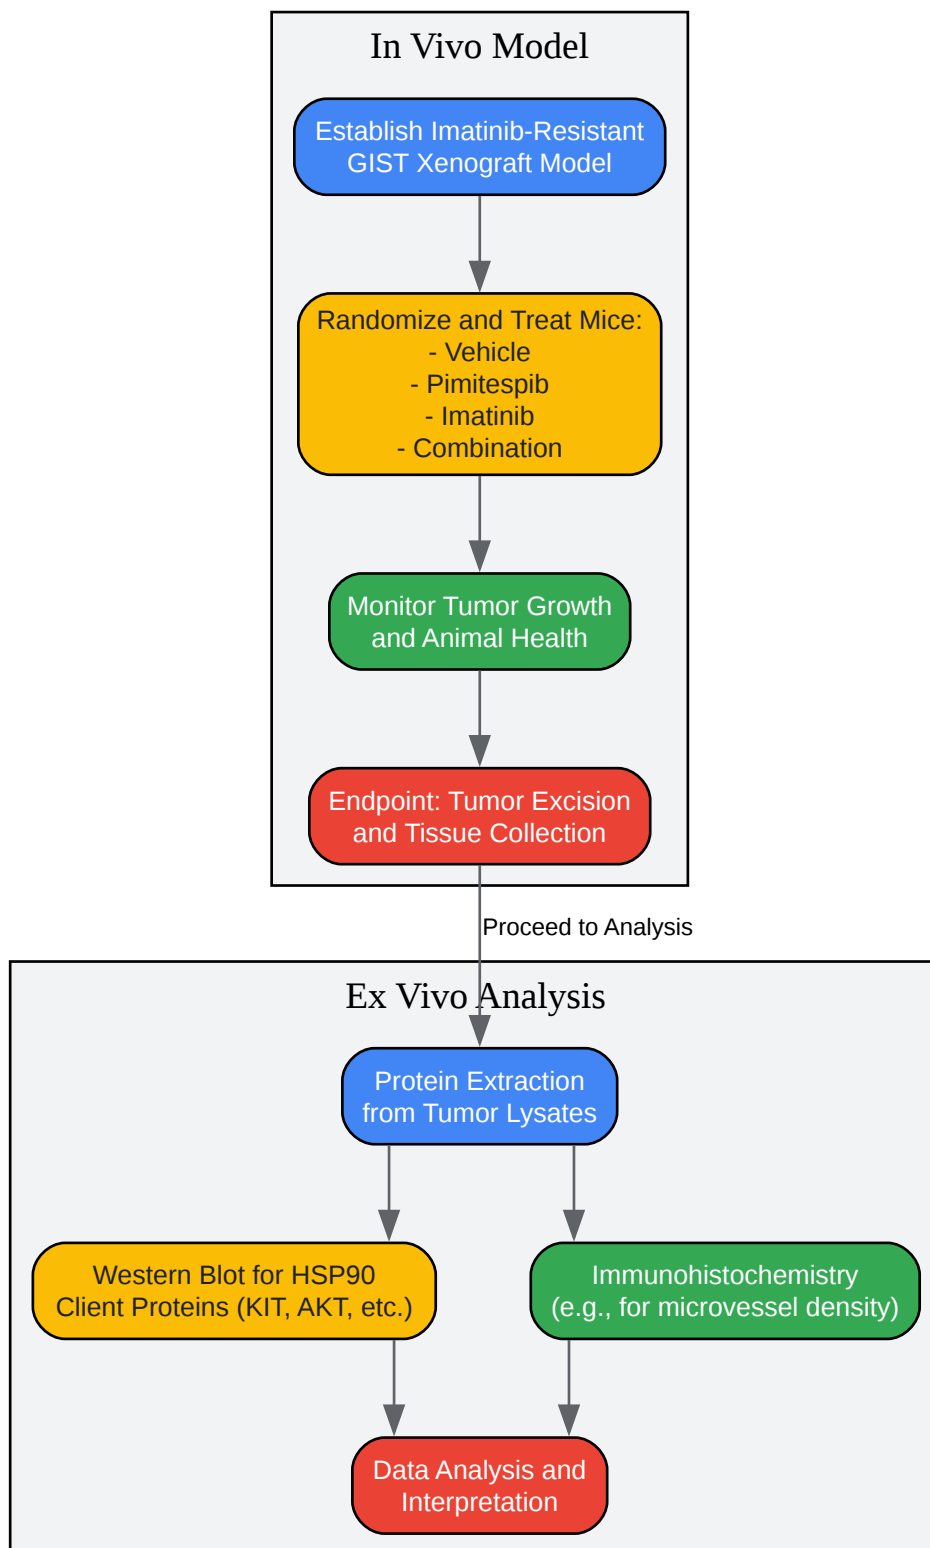 In Vivo Model
Establish Imatinib-Resistant
GIST Xenograft Model
Randomize and Treat Mice:
- Vehicle
- Pimitespib
- Imatinib
- Combination
Monitor Tumor Growth
and Animal Health
Endpoint: Tumor Excision
and Tissue Collection
Proceed to Analysis
Ex Vivo Analysis
Protein Extraction
from Tumor Lysates
Western Blot for HSP90
Client Proteins (KIT, AKT, etc.)
Immunohistochemistry
(e.g., for microvessel density)
Data Analysis and
Interpretation